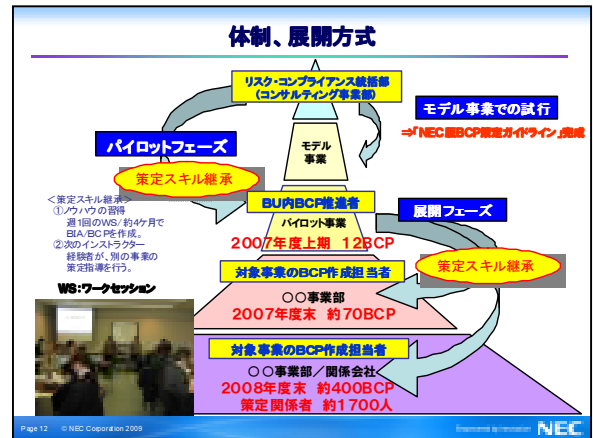 体制、展開方式
リスク・コンプライアンス統括部
(コンサルティング事業部)
モデル事業での試行
⇒「NEC版BCP策定ガイドライン」完成
パイロットフェーズ
モデル
事業
策定スキル継承
BU内BCP推進者
パイロット事業
2007年度上期 12BCP
展開フェーズ
策定スキル継承
<策定スキル継承>
①ノウハウの習得
週1回のWS/約4ケ月で
BIA/BCPを作成。
②次のインストラクター
経験者が、別の事業の
策定指導を行う。
WS:ワークセッション
対象事業のBCP作成担当者
〇〇事業部
2007年度末 約70BCP
対象事業のBCP作成担当者
〇〇事業部/関係会社
2008年度末 約400BCP
策定関係者 約1700人
Page 12 © NEC Corporation 2009
Empowered by Innovation NEC